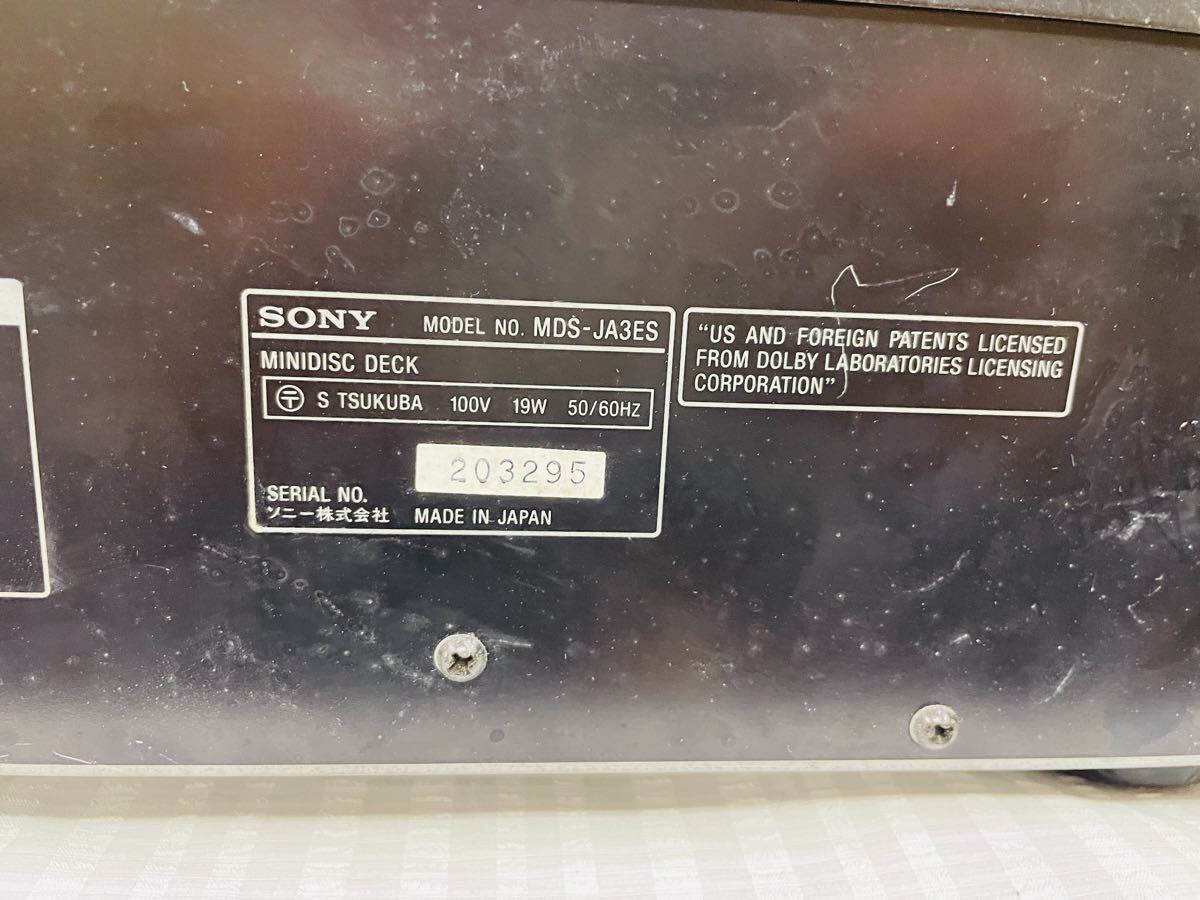 SONY MODEL NO. MDS-JA3ES
MINIDISC DECK
〒 S TSUKUBA 100V 19W 50/60Hz
203295
SERIAL NO.
ソニー株式会社 MADE IN JAPAN
"US AND FOREIGN PATENTS LICENSED
FROM DOLBY LABORATORIES LICENSING
CORPORATION"